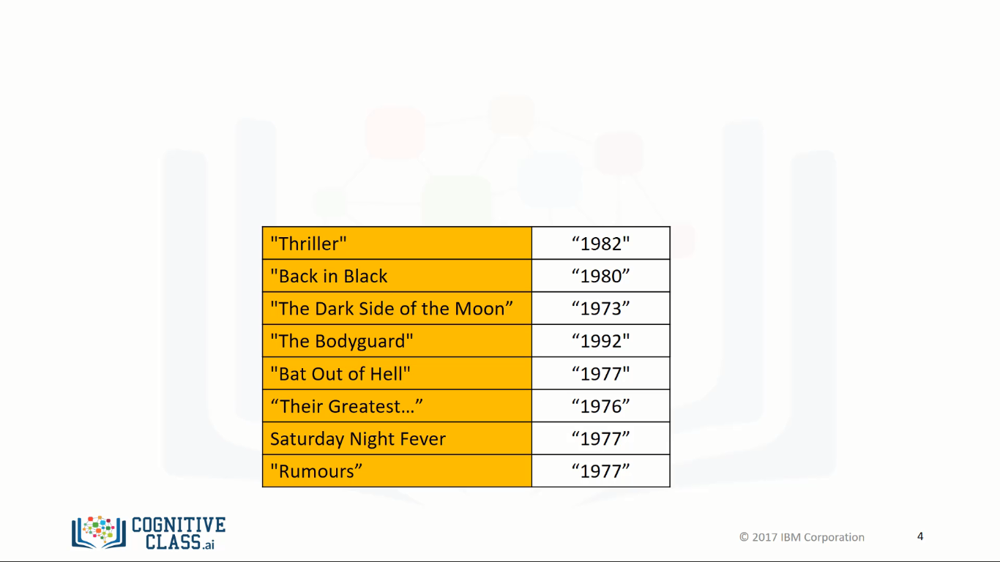 "Thriller" “1982"
"Back in Black “1980”
"The Dark Side of the Moon” “1973”
"The Bodyguard" “1992"
"Bat Out of Hell" “1977"
“Their Greatest...” “1976”
Saturday Night Fever “1977”
"Rumours” “1977”
COGNITIVE
CLASS.ai
© 2017 IBM Corporation 4